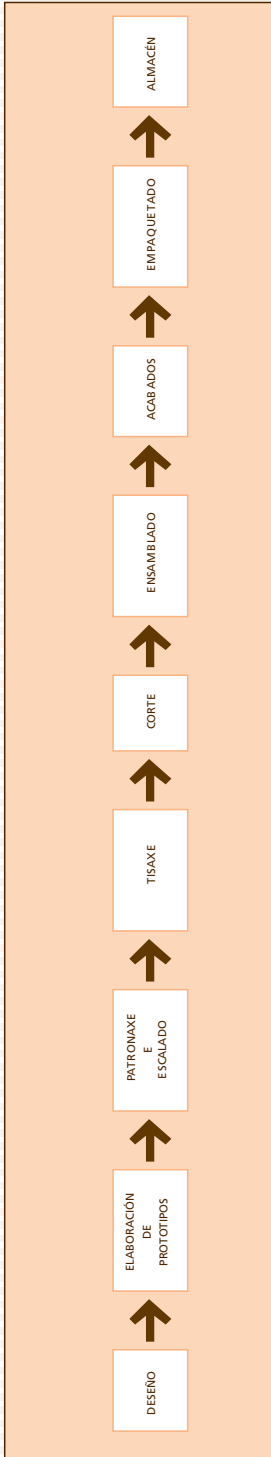 DESEÑO
ELABORACIÓN
DE
PROTOTIPOS
PATRONAXE
E
ESCALADO
TISAXE
CORTE
ENSAMBLADO
ACABADOS
EMPAQUETADO
ALMACÉN